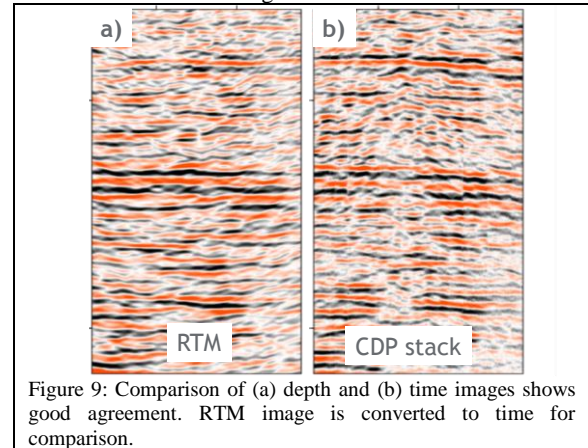 a)
b)
RTM
CDP stack
Figure 9: Comparison of (a) depth and (b) time images shows
good agreement. RTM image is converted to time for
comparison.